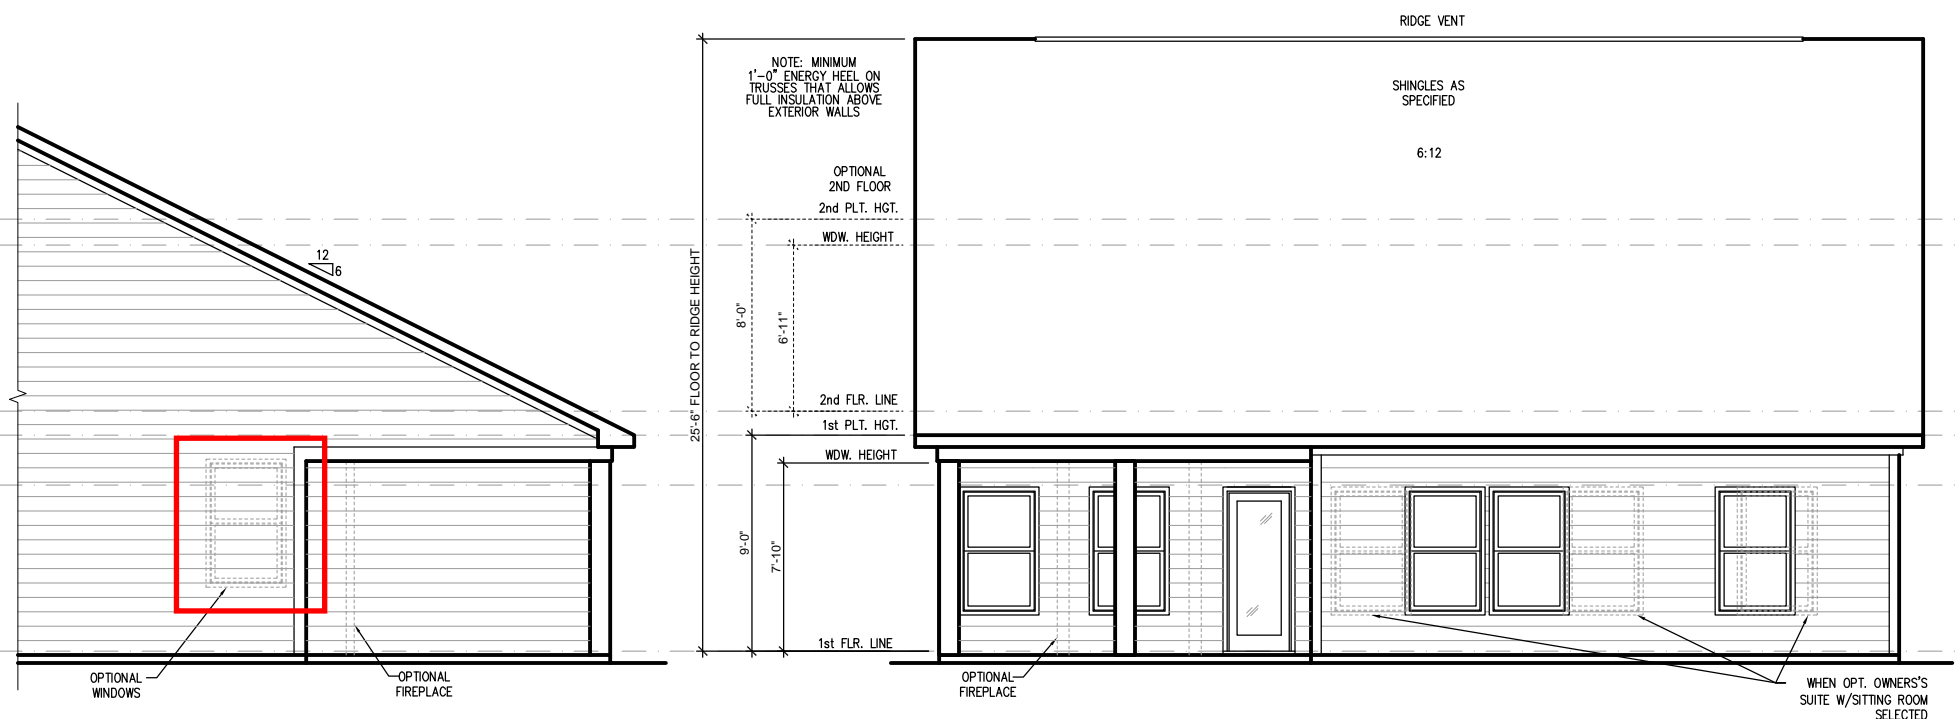 RIDGE VENT
NOTE: MINIMUM
1'-0" ENERGY HEEL ON
TRUSSES THAT ALLOWS
FULL INSULATION ABOVE
EXTERIOR WALLS
SHINGLES AS
SPECIFIED
6:12
OPTIONAL
2ND FLOOR
2nd PLT. HGT.
WDW. HEIGHT
12
6
25'-6" FLOOR TO RIDGE HEIGHT
8'-0"
6'-11"
2nd FLR. LINE
1st PLT. HGT.
WDW. HEIGHT
9'-0"
7'-10"
1st FLR. LINE
OPTIONAL
WINDOWS
OPTIONAL
FIREPLACE
OPTIONAL
FIREPLACE
WHEN OPT. OWNERS'S
SUITE W/SITTING ROOM
SELECTED